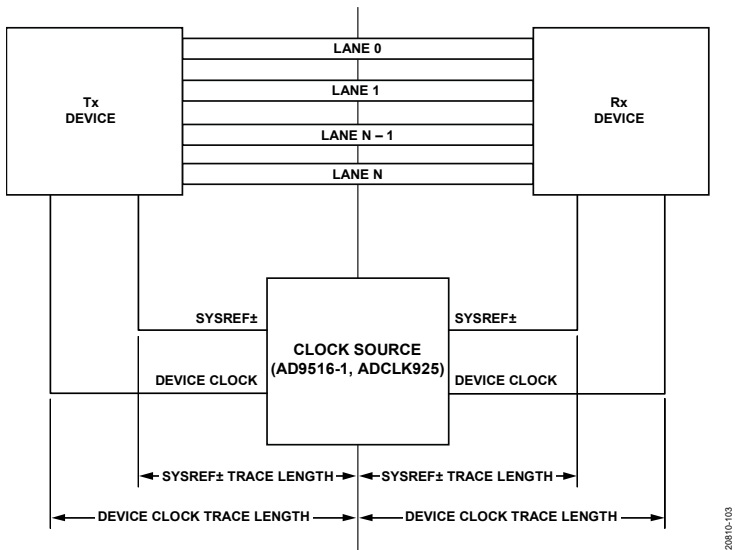 LANE 0
LANE 1
Tx
DEVICE
Rx
DEVICE
LANE N – 1
LANE N
SYSREF±
SYSREF±
CLOCK SOURCE
(AD9516-1, ADCLK925)
DEVICE CLOCK
DEVICE CLOCK
SYSREF± TRACE LENGTH
SYSREF± TRACE LENGTH
DEVICE CLOCK TRACE LENGTH
DEVICE CLOCK TRACE LENGTH
20810-103